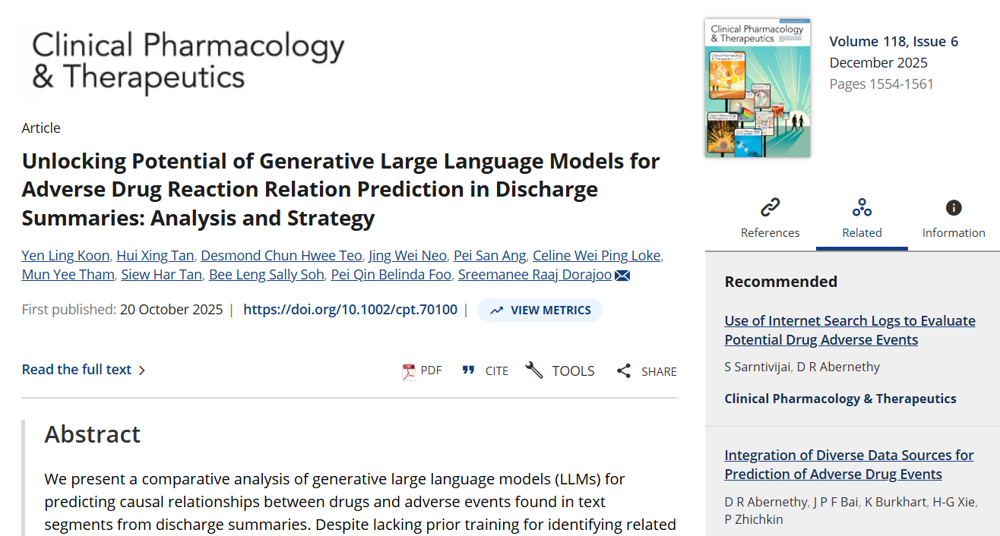 Clinical Pharmacology
& Therapeutics
Article
Unlocking Potential of Generative Large Language Models for
Adverse Drug Reaction Relation Prediction in Discharge
Summaries: Analysis and Strategy
Yen Ling Koon, Hui Xing Tan, Desmond Chun Hwee Teo, Jing Wei Neo, Pei San Ang, Celine Wei Ping Loke,
Mun Yee Tham, Siew Har Tan, Bee Leng Sally Soh, Pei Qin Belinda Foo, Sreemanee Raaj Dorajoo
First published: 20 October 2025 | https://doi.org/10.1002/cpt.70100 | VIEW METRICS
Read the full text
PDF CITE TOOLS SHARE
Abstract
We present a comparative analysis of generative large language models (LLMs) for
predicting causal relationships between drugs and adverse events found in text
segments from discharge summaries. Despite lacking prior training for identifying related
Clinical Pharmacology
& Therapeutics
Volume 118, Issue 6
December 2025
Pages 1554-1561
References Related Information
Recommended
Use of Internet Search Logs to Evaluate
Potential Drug Adverse Events
S Sarntivijai, D R Abernethy
Clinical Pharmacology & Therapeutics
Integration of Diverse Data Sources for
Prediction of Adverse Drug Events
D R Abernethy, J P F Bai, K Burkhart, H-G Xie,
P Zhichkin